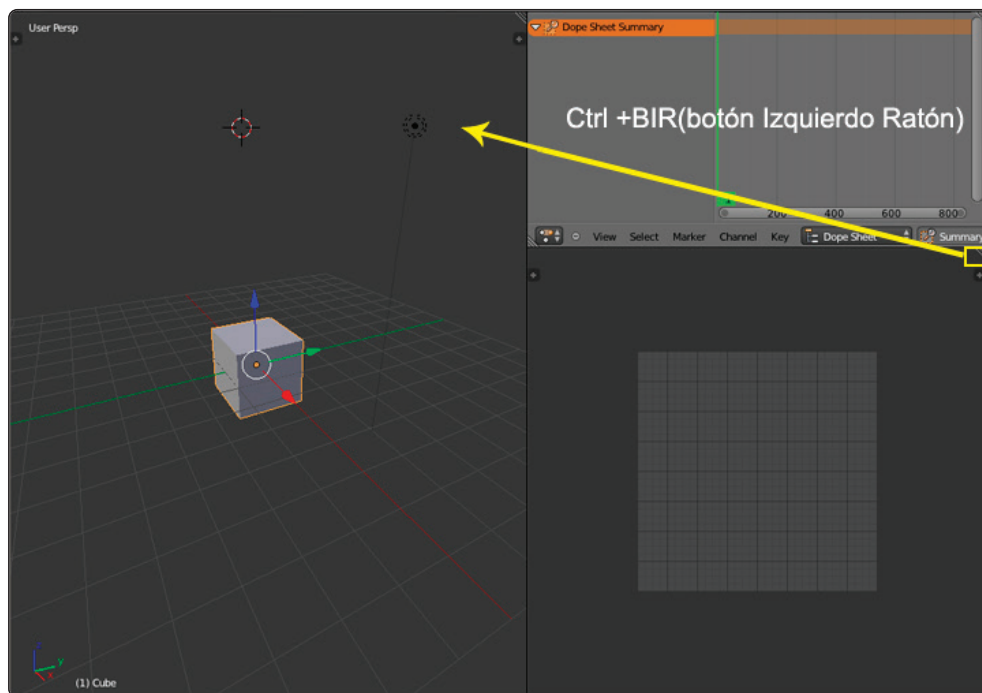 User Persp
Dope Sheet Summary
Ctrl +BIR(botón Izquierdo Ratón)
1
200 400 600 800
View Select Marker Channel Key Dope Sheet Summary
z
y
x
(1) Cube